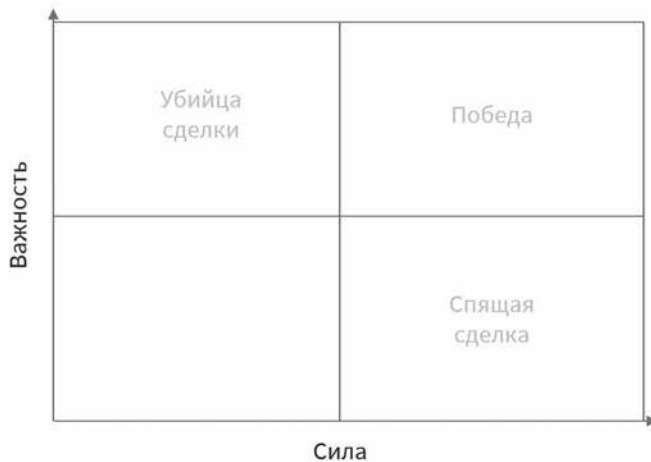 Важность
Убийца
сделки
Победа
Спящая
сделка
Сила